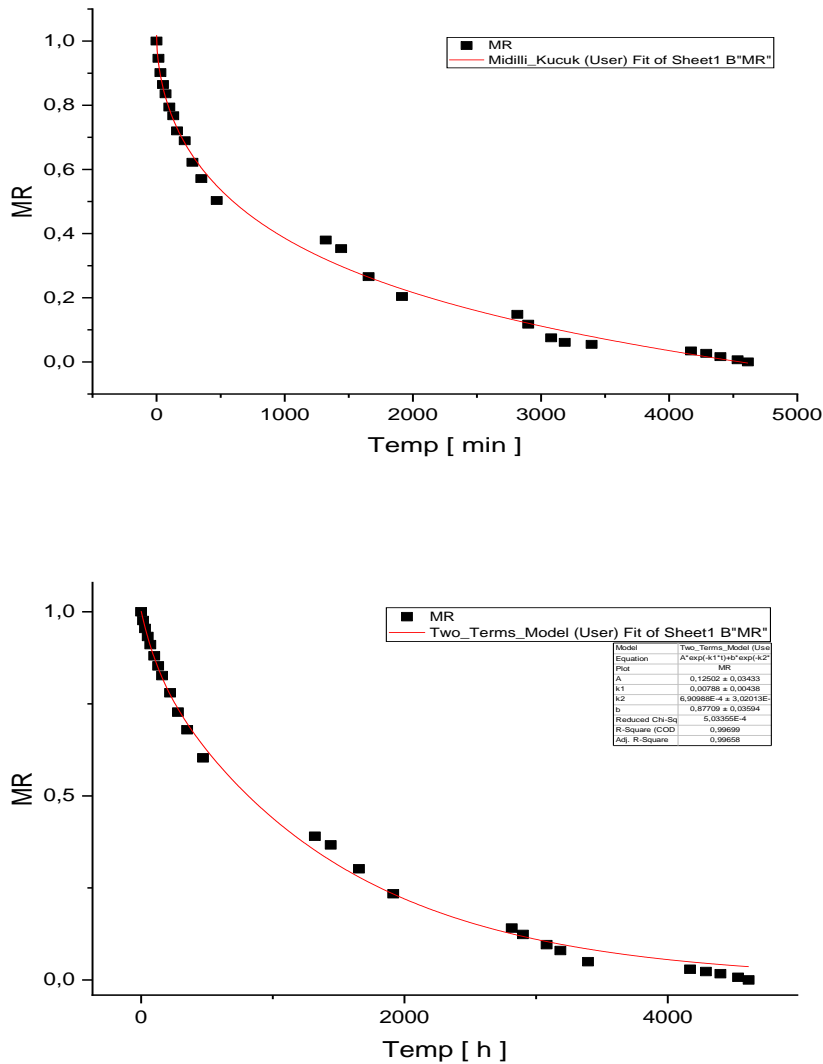 1,0
0,8
0,6
0,4
0,2
0,0
MR
MR
Midilli_Kucuk (User) Fit of Sheet1 B"MR"
0
1000
2000
3000
4000
5000
Temp [ min ]
1,0
0,5
0,0
MR
MR
Two_Terms_Model (User) Fit of Sheet1 B"MR"
Model Two_Terms_Model (Use
Equation A*exp(-k1*t)+b*exp(-k2*
Plot MR
A 0,12502 ± 0,03433
k1 0,00788 ± 0,00438
k2 6,90988E-4 ± 3,02013E-
b 0,87709 ± 0,03594
Reduced Chi-Sq 5,03355E-4
R-Square (COD 0,99699
Adj. R-Square 0,99658
0
2000
4000
Temp [ h ]